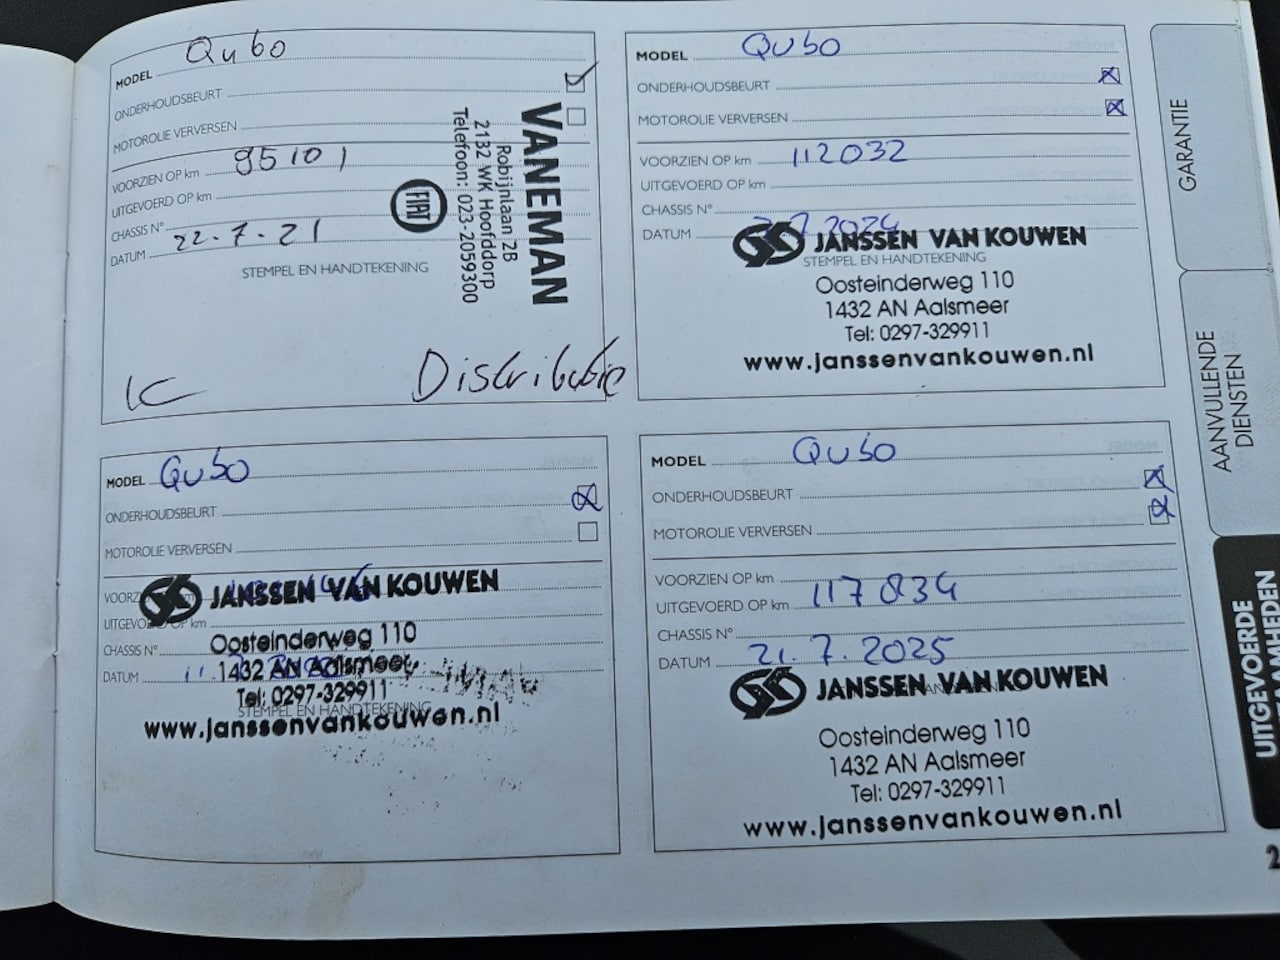 MODEL Qubo
ONDERHOUDSBEURT
MOTOROLIE VERVERSEN
VOORZIEN OP km 95101
UITGEVOERD OP km
CHASSIS N°
DATUM 22.7.21
STEMPEL EN HANDTEKENING
VANEMAN
Robijnlaan 2B
2132 WK Hoofddorp
Telefoon: 023-2059300
FIAT
Distributie
MODEL Qubo
ONDERHOUDSBEURT
MOTOROLIE VERVERSEN
VOORZIEN OP km 112032
UITGEVOERD OP km
CHASSIS N°
DATUM 7 2024
JANSSEN VAN KOUWEN
STEMPEL EN HANDTEKENING
Oosteinderweg 110
1432 AN Aalsmeer
Tel: 0297-329911
www.janssenvankouwen.nl
MODEL Qubo
ONDERHOUDSBEURT
MOTOROLIE VERVERSEN
JANSSEN VAN KOUWEN
Oosteinderweg 110
CHASSIS N°
1432 AN Aalsmeer
DATUM
Tel: 0297-329911
STEMPEL EN HANDTEKENING
www.janssenvankouwen.nl
MODEL Qubo
ONDERHOUDSBEURT
MOTOROLIE VERVERSEN
VOORZIEN OP km
UITGEVOERD OP km 117834
CHASSIS N°
DATUM 21.7.2025
JANSSEN VAN KOUWEN
Oosteinderweg 110
1432 AN Aalsmeer
Tel: 0297-329911
www.janssenvankouwen.nl
GARANTIE
AANVULLENDE
DIENSTEN
UITGEVOERDE